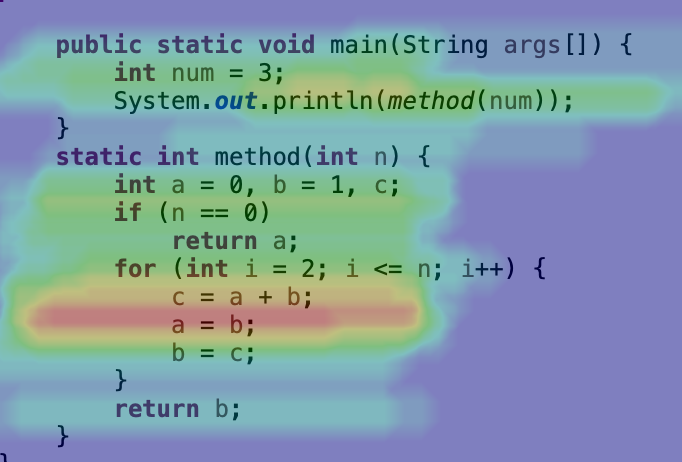 public static void main(String args[]) {
int num = 3;
System.out.println(method(num));
}
static int method(int n) {
int a = 0, b = 1, c;
if (n == 0)
return a;
for (int i = 2; i <= n; i++) {
c = a + b;
a = b;
b = c;
}
return b;
}
}